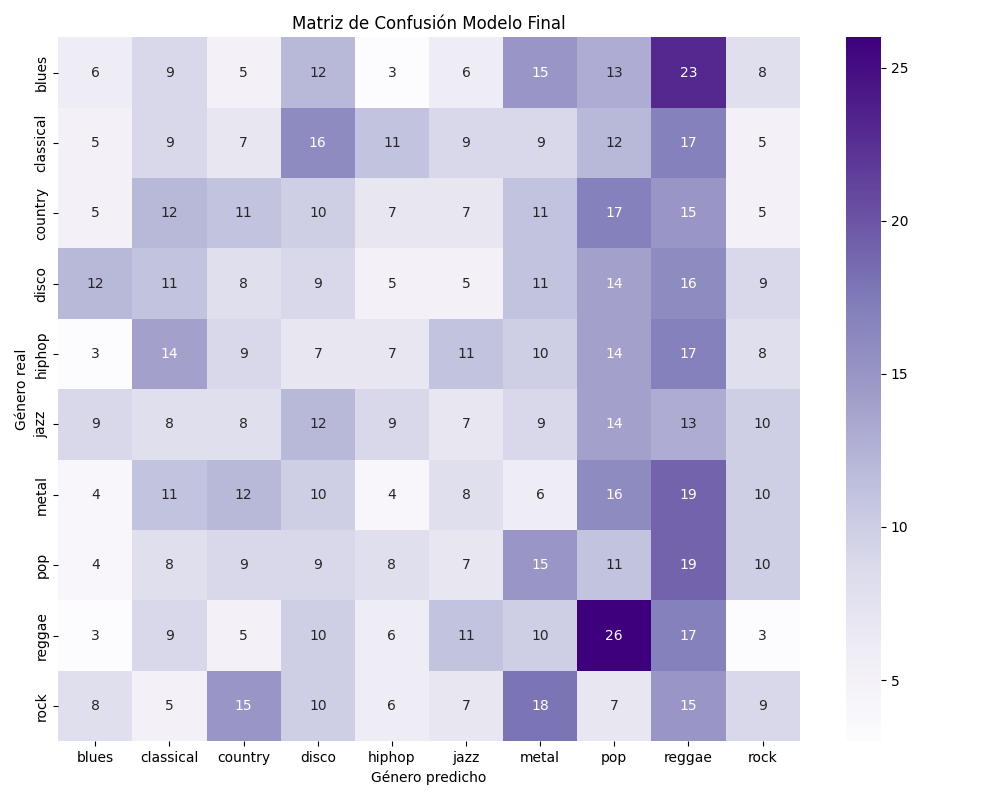 Matriz de Confusión Modelo Final
Género real
blues 6 9 5 12 3 6 15 13 23 8
classical 5 9 7 16 11 9 9 12 17 5
country 5 12 11 10 7 7 11 17 15 5
disco 12 11 8 9 5 5 11 14 16 9
hiphop 3 14 9 7 7 11 10 14 17 8
jazz 9 8 8 12 9 7 9 14 13 10
metal 4 11 12 10 4 8 6 16 19 10
pop 4 8 9 9 8 7 15 11 19 10
reggae 3 9 5 10 6 11 10 26 17 3
rock 8 5 15 10 6 7 18 7 15 9
blues classical country disco hiphop jazz metal pop reggae rock
Género predicho
25
20
15
10
5